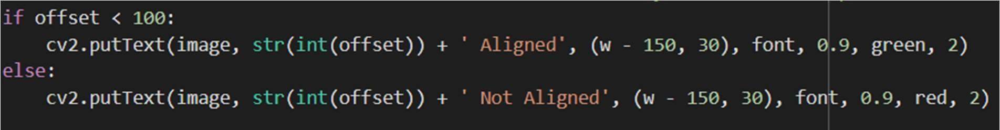 if offset < 100:
    cv2.putText(image, str(int(offset)) + ' Aligned', (w - 150, 30), font, 0.9, green, 2)
else:
    cv2.putText(image, str(int(offset)) + ' Not Aligned', (w - 150, 30), font, 0.9, red, 2)